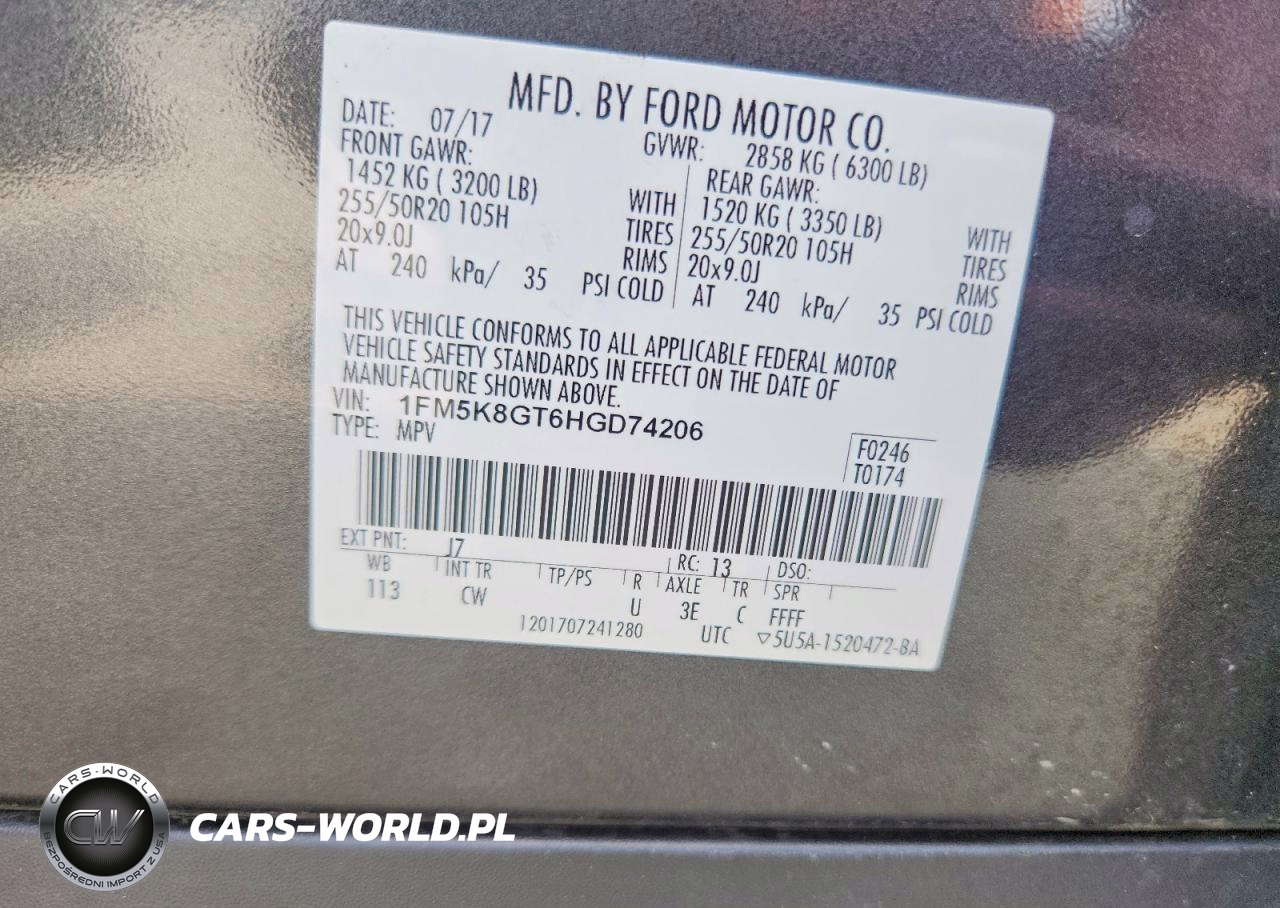 MFD. BY FORD MOTOR CO.
DATE: 07/17
GVWR: 2858 KG ( 6300 LB)
FRONT GAWR:
1452 KG ( 3200 LB) WITH
255/50R20 105H TIRES
20x9.0J RIMS
AT 240 kPa/ 35 PSI COLD
REAR GAWR:
1520 KG ( 3350 LB) WITH
255/50R20 105H TIRES
20x9.0J RIMS
AT 240 kPa/ 35 PSI COLD
THIS VEHICLE CONFORMS TO ALL APPLICABLE FEDERAL MOTOR
VEHICLE SAFETY STANDARDS IN EFFECT ON THE DATE OF
MANUFACTURE SHOWN ABOVE.
VIN: 1FM5K8GT6HGD74206
TYPE: MPV
F0246
T0174
EXT PNT: J7 RC: 13 DSO:
WB INT TR TP/PS R AXLE TR SPR
113 CW U 3E C FFFF
1201707241280 UTC ▽5U5A-1520472-BA
CARS-WORLD
CW
BEZPOŚREDNI IMPORT Z USA
CARS-WORLD.PL